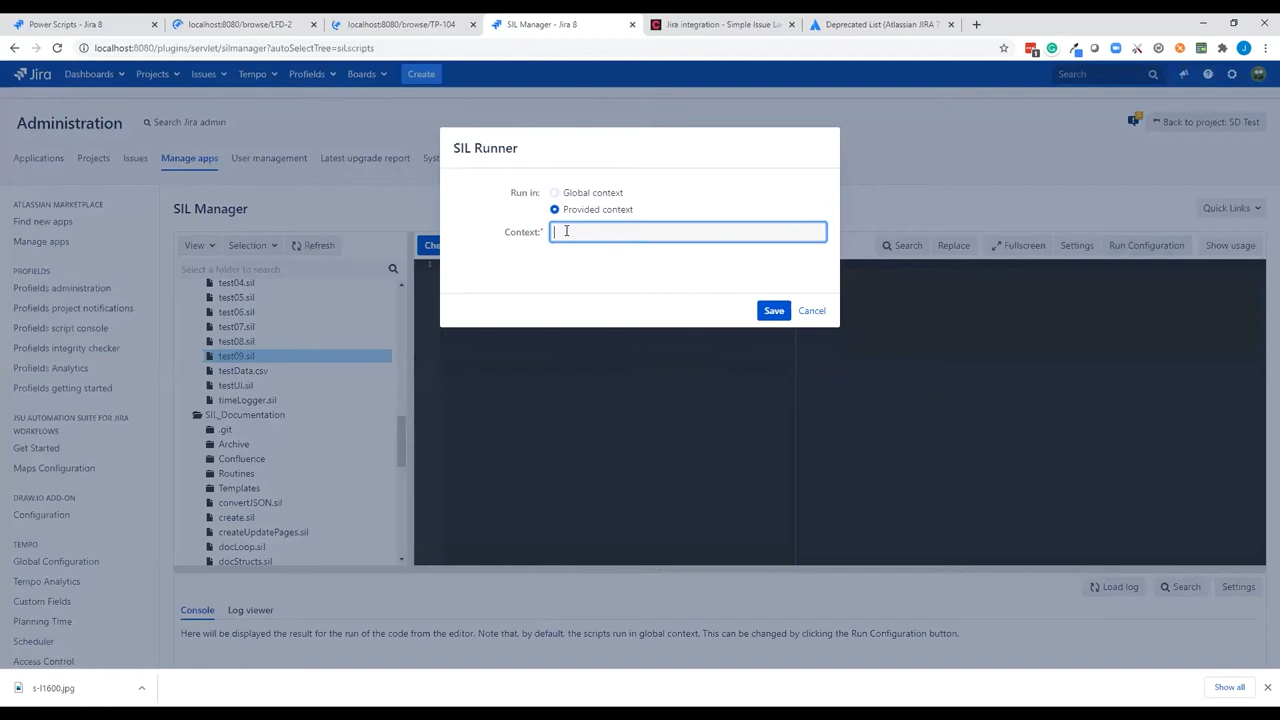 Power Scripts - Jira 8
localhost:8080/browse/LFD-2
localhost:8080/browse/TP-104
SIL Manager - Jira 8
Jira integration - Simple Issue La
Deprecated List (Atlassian JIRA 7
localhost:8080/plugins/servlet/silmanager?autoSelectTree=sil.scripts
Jira
Dashboards
Projects
Issues
Tempo
Profields
Boards
Create
Search
Administration
Search Jira admin
Back to project: SD Test
Applications
Projects
Issues
Manage apps
User management
Latest upgrade report
Sys
ATLASSIAN MARKETPLACE
Find new apps
Manage apps
PROFIELDS
Profields administration
Profields project notifications
Profields script console
Profields integrity checker
Profields Analytics
Profields getting started
JSU AUTOMATION SUITE FOR JIRA
WORKFLOWS
Get Started
Maps Configuration
DRAW.IO ADD-ON
Configuration
TEMPO
Global Configuration
Tempo Analytics
Custom Fields
Planning Time
Scheduler
Access Control
SIL Manager
Quick Links
View
Selection
Refresh
Che
Search
Replace
Fullscreen
Settings
Run Configuration
Show usage
Select a folder to search
test04.sil
test05.sil
test06.sil
test07.sil
test08.sil
test09.sil
testData.csv
testUI.sil
timeLogger.sil
SIL_Documentation
.git
Archive
Confluence
Routines
Templates
convertJSON.sil
create.sil
createUpdatePages.sil
docLoop.sil
docStructs.sil
1
SIL Runner
Run in:
Global context
Provided context
Context:*
Save
Cancel
Load log
Search
Settings
Console
Log viewer
Here will be displayed the result for the run of the code from the editor. Note that, by default, the scripts run in global context. This can be changed by clicking the Run Configuration button.
s-l1600.jpg
Show all